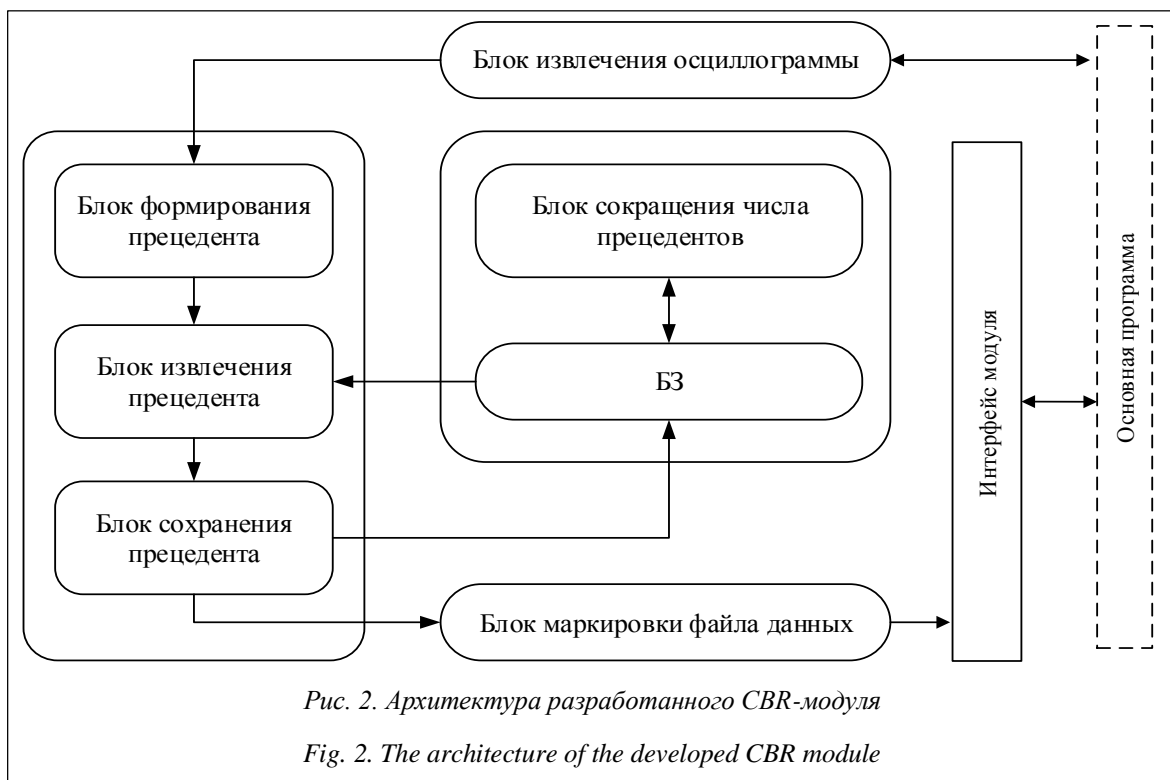 Блок извлечения осциллограммы
Блок формирования
прецедента
Блок сокращения числа
прецедентов
Блок извлечения
прецедента
БЗ
Блок сохранения
прецедента
Блок маркировки файла данных
Интерфейс модуля
Основная программа
Рис. 2. Архитектура разработанного CBR-модуля
Fig. 2. The architecture of the developed CBR module